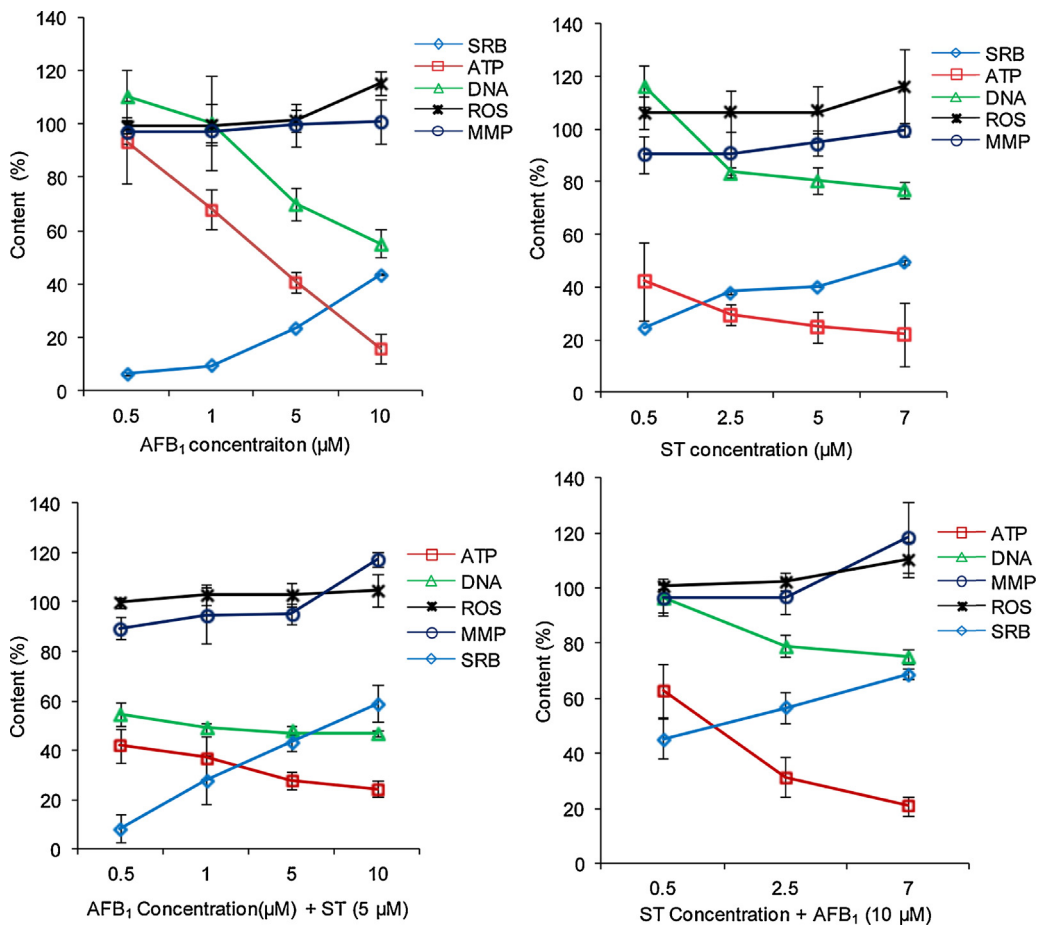 140
120
100
80
60
40
20
0
Content (%)
0.5 1 5 10
AFB₁ concentraiton (µM)
SRB
ATP
DNA
ROS
MMP
140
120
100
80
60
40
20
0
Content (%)
0.5 2.5 5 7
ST concentration (µM)
SRB
ATP
DNA
ROS
MMP
140
120
100
80
60
40
20
0
Content (%)
0.5 1 5 10
AFB₁ Concentration(µM) + ST (5 µM)
ATP
DNA
ROS
MMP
SRB
140
120
100
80
60
40
20
0
Content (%)
0.5 2.5 7
ST Concentration + AFB₁ (10 µM)
ATP
DNA
MMP
ROS
SRB